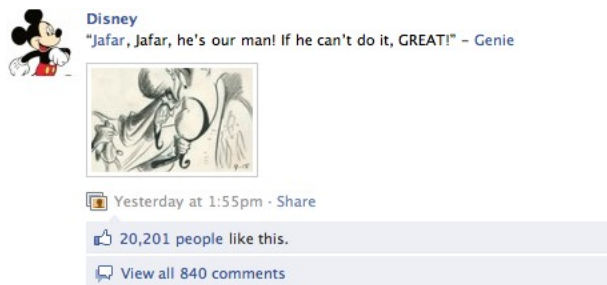 Disney
“Jafar, Jafar, he’s our man! If he can’t do it, GREAT!” – Genie
Yesterday at 1:55pm · Share
20,201 people like this.
View all 840 comments